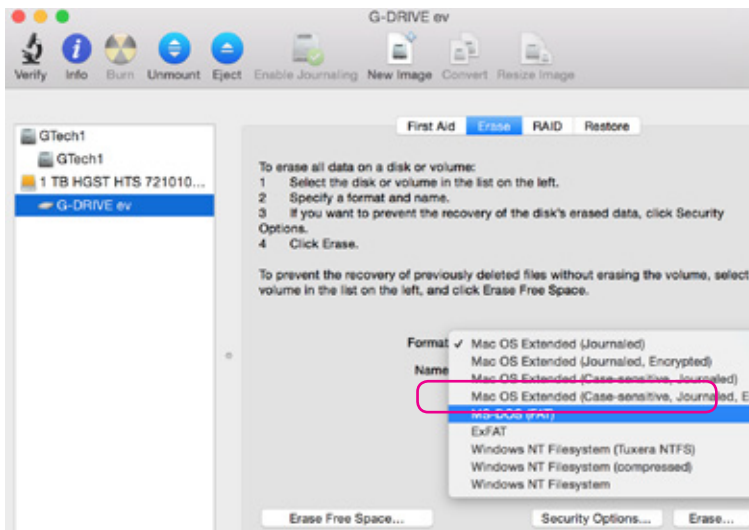 G-DRIVE ev
Verify Info Burn Unmount Eject Enable Journaling New Image Convert Resize Image
GTech1
GTech1
1 TB HGST HTS 721010...
G-DRIVE ev
First Aid Erase RAID Restore
To erase all data on a disk or volume:
1 Select the disk or volume in the list on the left.
2 Specify a format and name.
3 If you want to prevent the recovery of the disk's erased data, click Security
Options.
4 Click Erase.
To prevent the recovery of previously deleted files without erasing the volume, select
volume in the list on the left, and click Erase Free Space.
Format ✓ Mac OS Extended (Journaled)
Mac OS Extended (Journaled, Encrypted)
Name
Mac OS Extended (Case-sensitive, Journaled)
Mac OS Extended (Case-sensitive, Journaled, E
MS-DOS (FAT)
ExFAT
Windows NT Filesystem (Tuxera NTFS)
Windows NT Filesystem (compressed)
Windows NT Filesystem
Erase Free Space... Security Options... Erase...